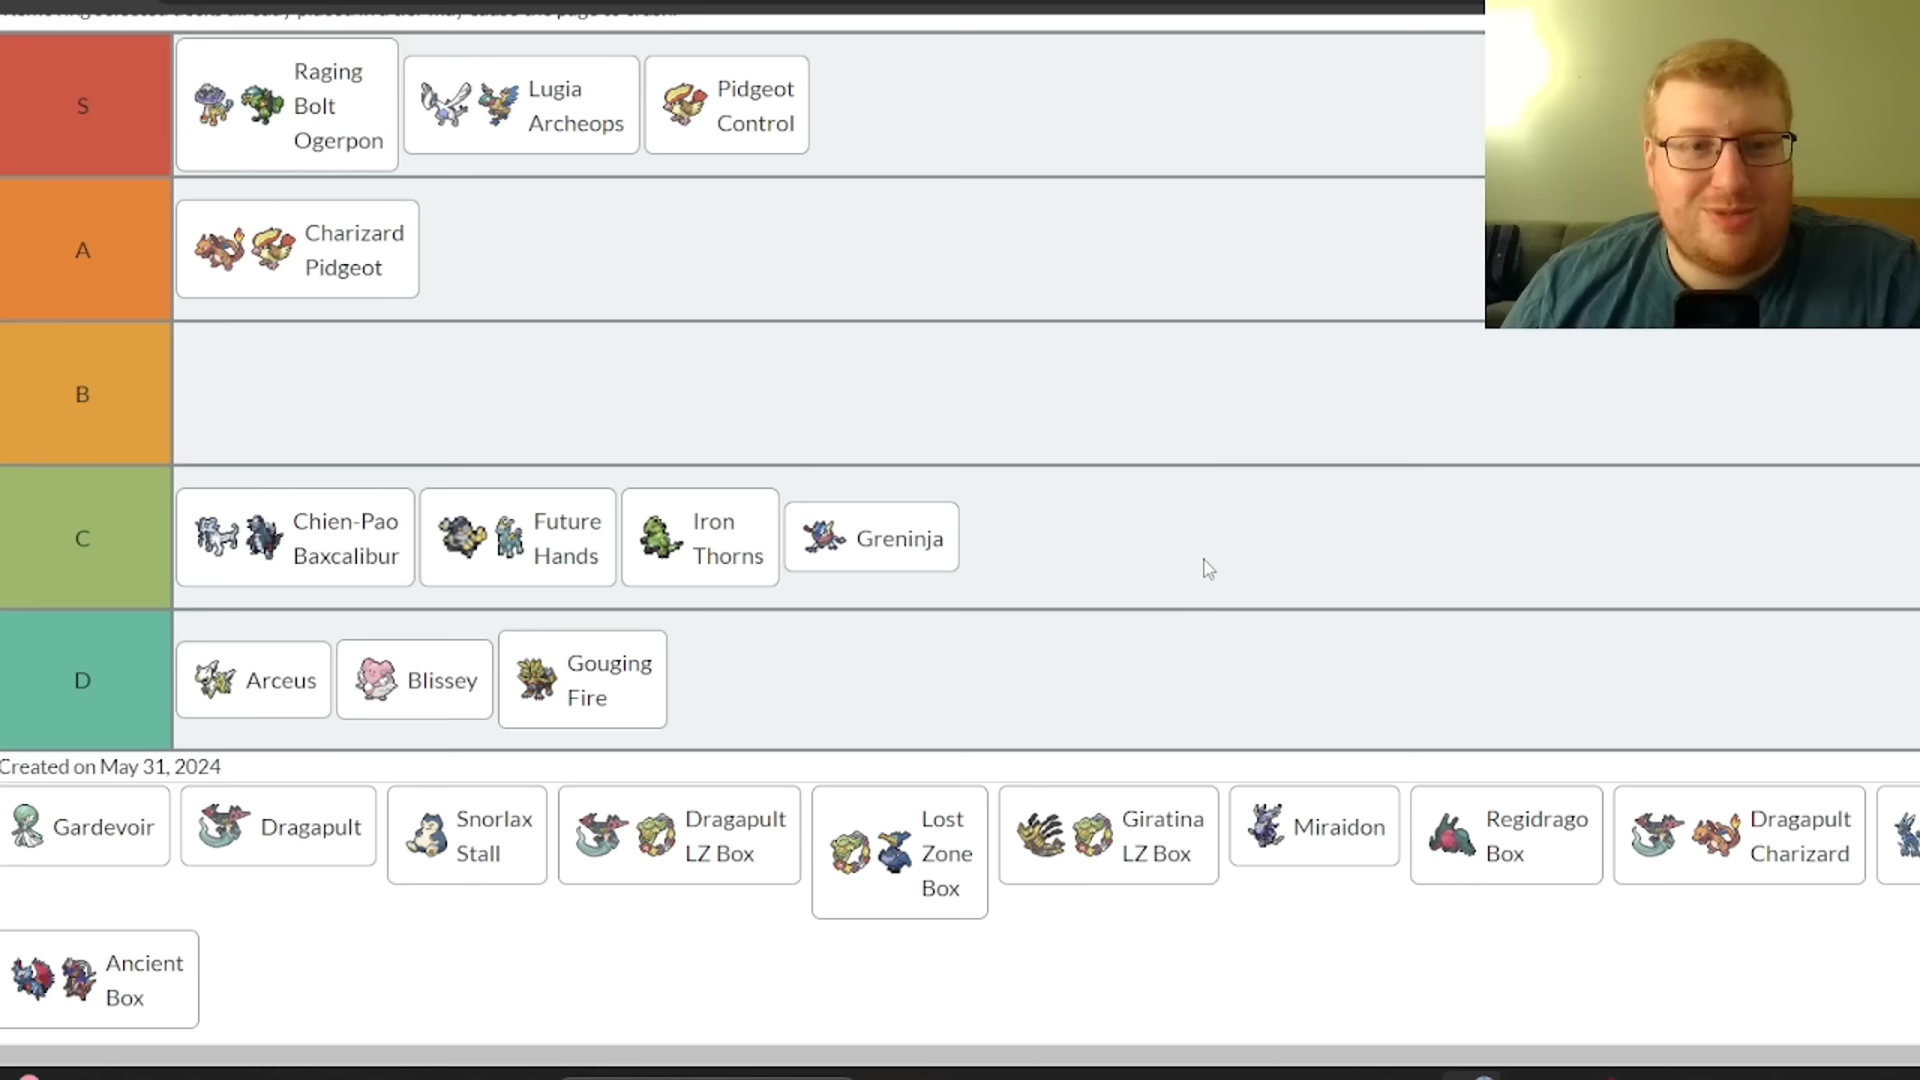 S
Raging
Bolt
Ogerpon
Lugia
Archeops
Pidgeot
Control
A
Charizard
Pidgeot
B
C
Chien-Pao
Baxcalibur
Future
Hands
Iron
Thorns
Greninja
D
Arceus
Blissey
Gouging
Fire
Created on May 31, 2024
Gardevoir
Dragapult
Snorlax
Stall
Dragapult
LZ Box
Lost
Zone
Box
Giratina
LZ Box
Miraidon
Regidrago
Box
Dragapult
Charizard
Ancient
Box